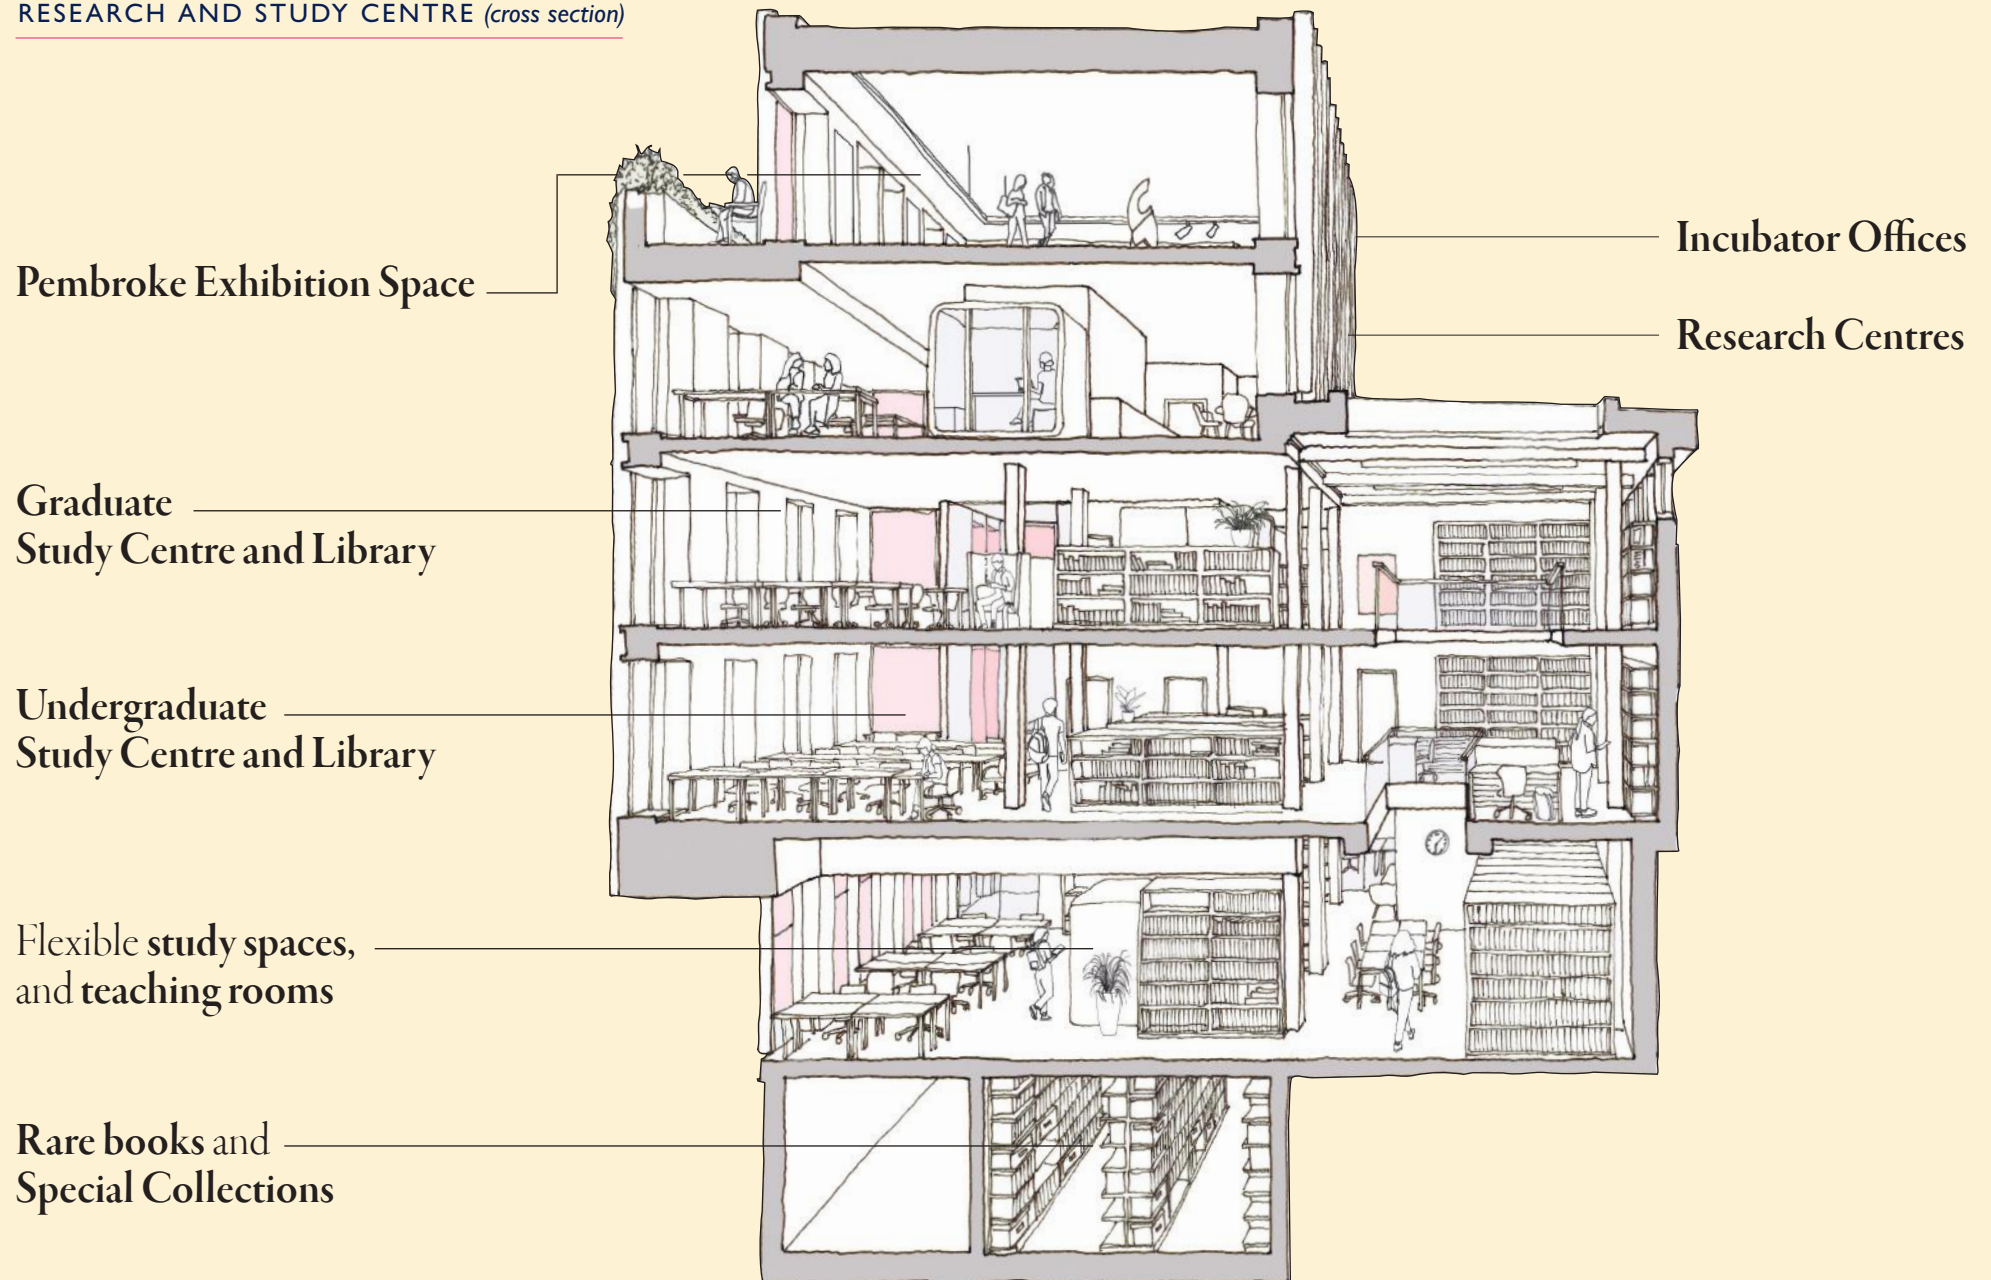 RESEARCH AND STUDY CENTRE (cross section)
Pembroke Exhibition Space
Incubator Offices
Research Centres
Graduate
Study Centre and Library
Undergraduate
Study Centre and Library
Flexible study spaces,
and teaching rooms
Rare books and
Special Collections